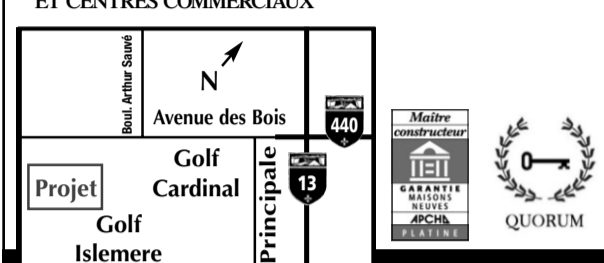 ET CENTRES COMMERCIAUX
Boul. Arthur Sauvé
N
Avenue des Bois
440
Golf
Cardinal
Projet
Principale
13
Golf
Islemere
Maître
constructeur
GARANTIE
MAISONS
NEUVES
APCHQ
PLATINE
QUORUM